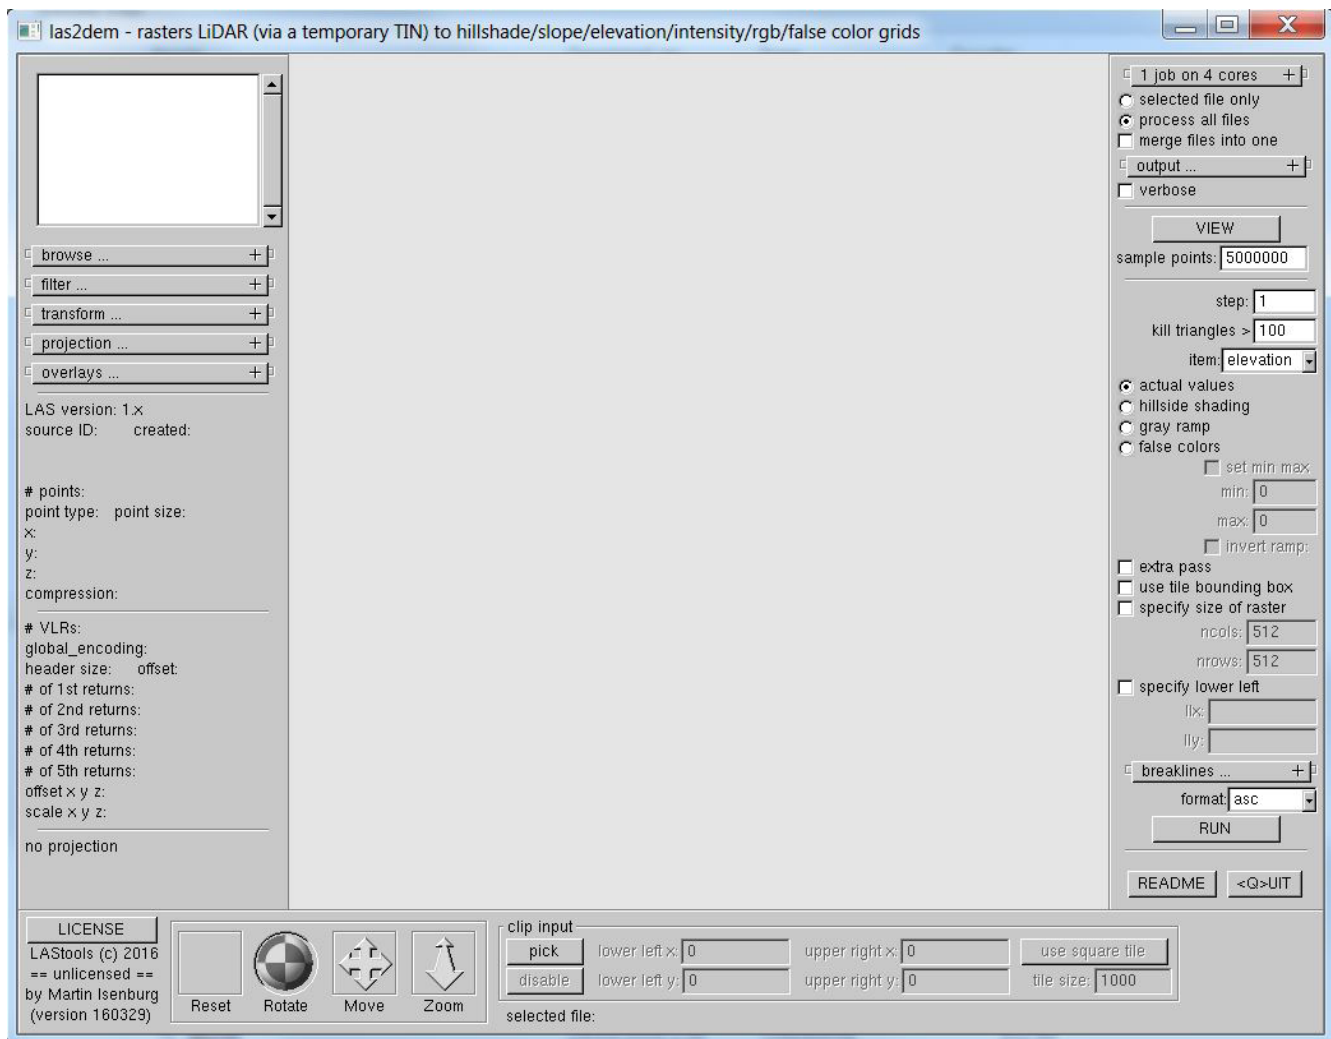 las2dem - rasters LiDAR (via a temporary TIN) to hillshade/slope/elevation/intensity/rgb/false color grids
browse ...
filter ...
transform ...
projection ...
overlays ...
LAS version: 1.x
source ID: created:
# points:
point type: point size:
x:
y:
z:
compression:
# VLRs:
global_encoding:
header size: offset:
# of 1st returns:
# of 2nd returns:
# of 3rd returns:
# of 4th returns:
# of 5th returns:
offset x y z:
scale x y z:
no projection
1 job on 4 cores +
selected file only
process all files
merge files into one
output ... +
verbose
VIEW
sample points: 5000000
step: 1
kill triangles > 100
item: elevation
actual values
hillside shading
gray ramp
false colors
set min max
min: 0
max: 0
invert ramp:
extra pass
use tile bounding box
specify size of raster
ncols: 512
nrows: 512
specify lower left
llx:
lly:
breaklines ... +
format: asc
RUN
README <Q>UIT
LICENSE
LAStools (c) 2016
== unlicensed ==
by Martin Isenburg
(version 160329)
Reset Rotate Move Zoom
clip input
pick lower left x: 0 upper right x: 0 use square tile
disable lower left y: 0 upper right y: 0 tile size: 1000
selected file: